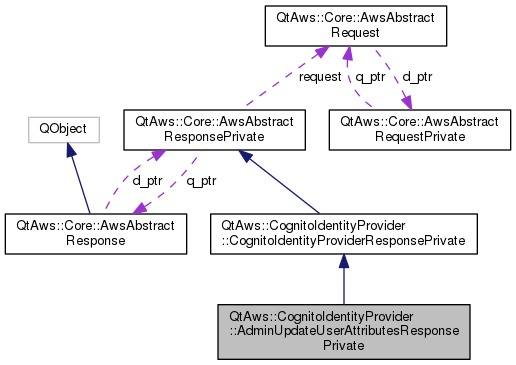 QtAws::Core::AwsAbstract
Request
request
q_ptr
d_ptr
QObject
QtAws::Core::AwsAbstract
ResponsePrivate
QtAws::Core::AwsAbstract
RequestPrivate
d_ptr
q_ptr
QtAws::Core::AwsAbstract
Response
QtAws::CognitoIdentityProvider
::CognitoIdentityProviderResponsePrivate
QtAws::CognitoIdentityProvider
::AdminUpdateUserAttributesResponse
Private